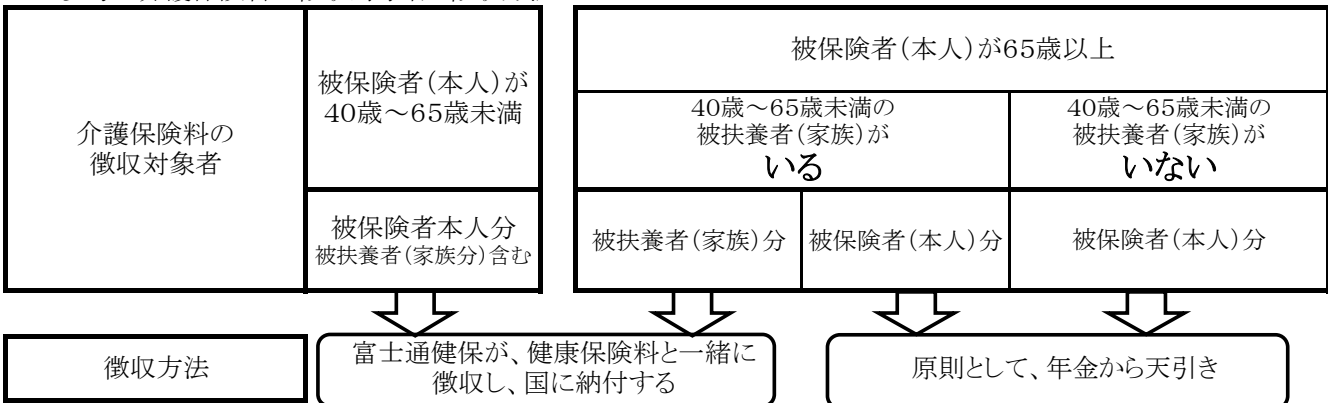 介護保険料の
徴収対象者
被保険者(本人)が
40歳~65歳未満
被保険者本人分
被扶養者(家族分)含む
被保険者(本人)が65歳以上
40歳~65歳未満の
被扶養者(家族)が
いる
40歳~65歳未満の
被扶養者(家族)が
いない
被扶養者(家族)分
被保険者(本人)分
被保険者(本人)分
徴収方法
富士通健保が、健康保険料と一緒に
徴収し、国に納付する
原則として、年金から天引き